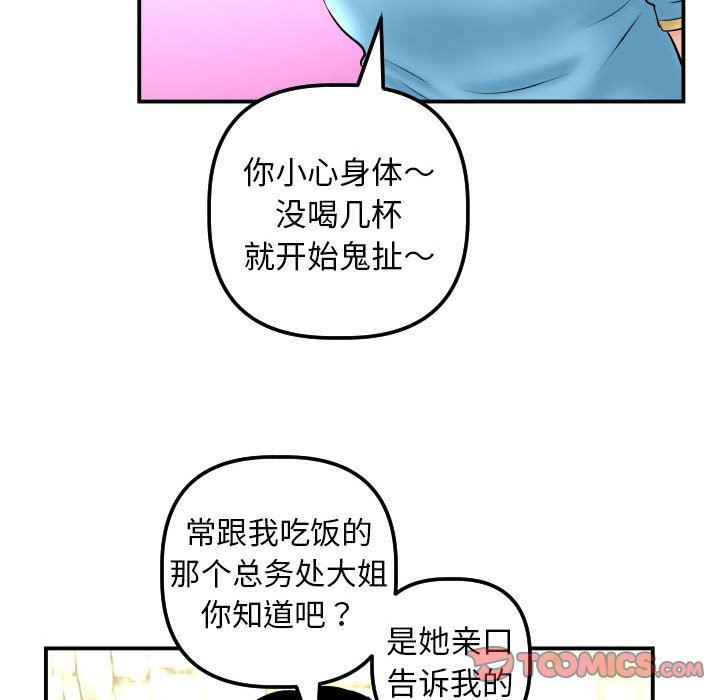 你小心身体～
没喝几杯
就开始鬼扯～
常跟我吃饭的
那个总务处大姐
你知道吧？
是她亲口
告诉我的
TOOMICS.COM